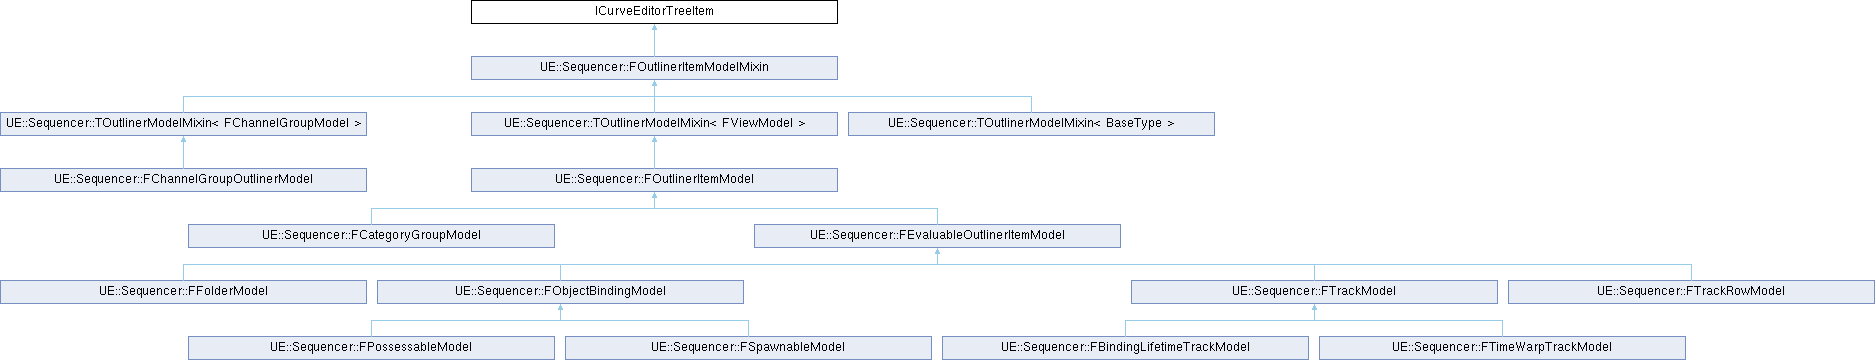 ICurveEditorTreeItem
UE::Sequencer::FOutlinerItemModelMixin
UE::Sequencer::TOutlinerModelMixin< FChannelGroupModel >
UE::Sequencer::TOutlinerModelMixin< FViewModel >
UE::Sequencer::TOutlinerModelMixin< BaseType >
UE::Sequencer::FChannelGroupOutlinerModel
UE::Sequencer::FOutlinerItemModel
UE::Sequencer::FCategoryGroupModel
UE::Sequencer::FEvaluableOutlinerItemModel
UE::Sequencer::FFolderModel
UE::Sequencer::FObjectBindingModel
UE::Sequencer::FTrackModel
UE::Sequencer::FTrackRowModel
UE::Sequencer::FPossessableModel
UE::Sequencer::FSpawnableModel
UE::Sequencer::FBindingLifetimeTrackModel
UE::Sequencer::FTimeWarpTrackModel